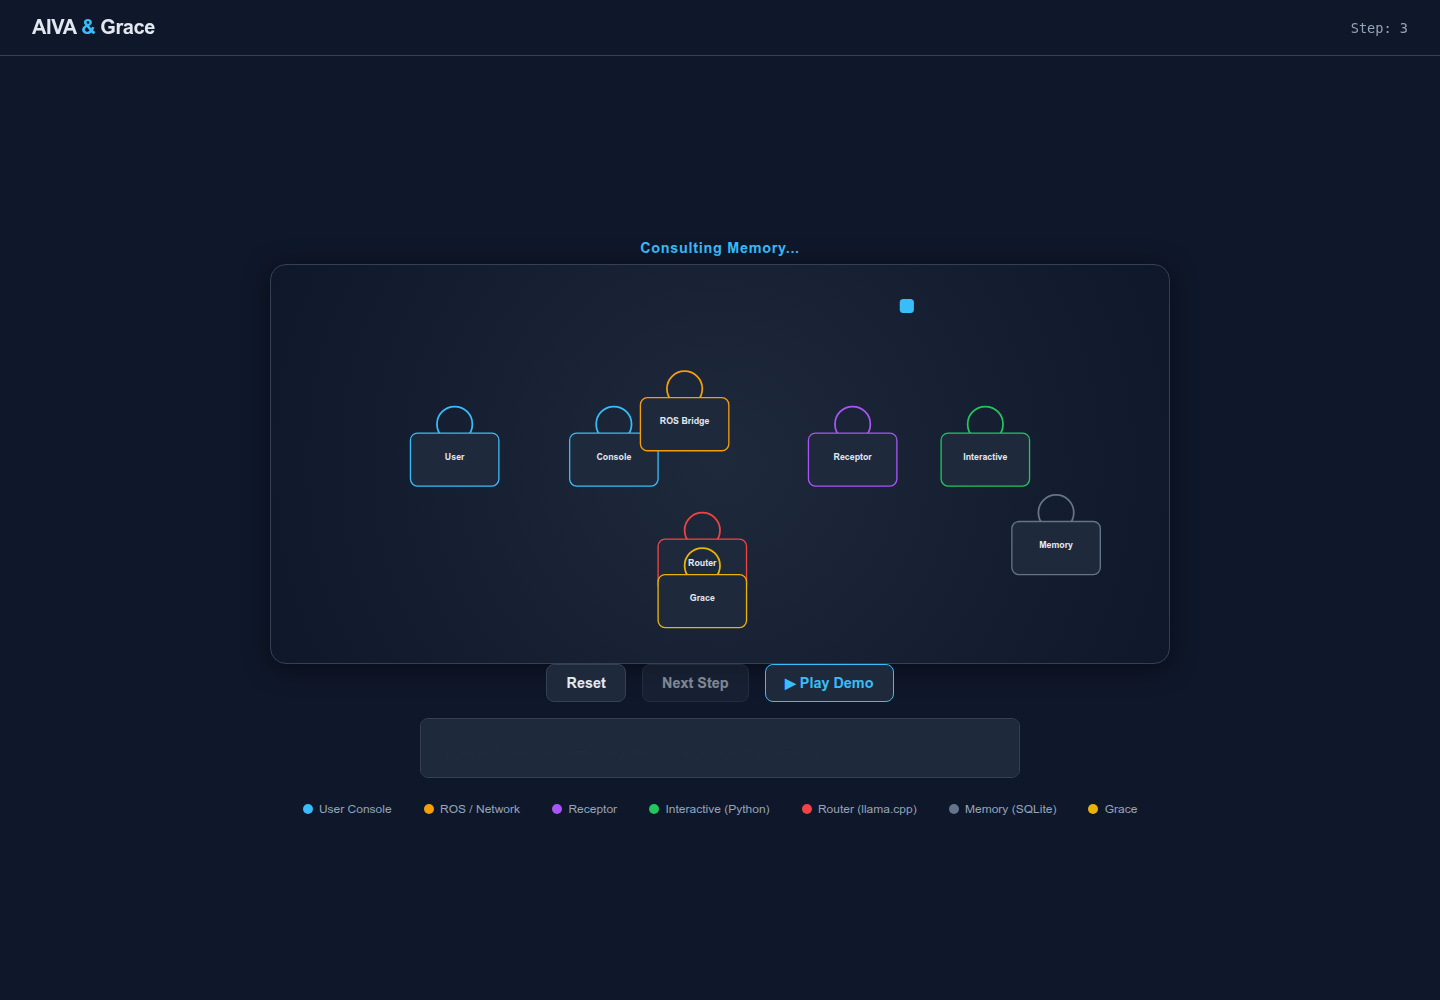 AIVA & Grace
Step: 3
Consulting Memory...
ROS Bridge
User
Console
Receptor
Interactive
Memory
Router
Grace
Reset
Next Step
▶ Play Demo
User Console
ROS / Network
Receptor
Interactive (Python)
Router (llama.cpp)
Memory (SQLite)
Grace